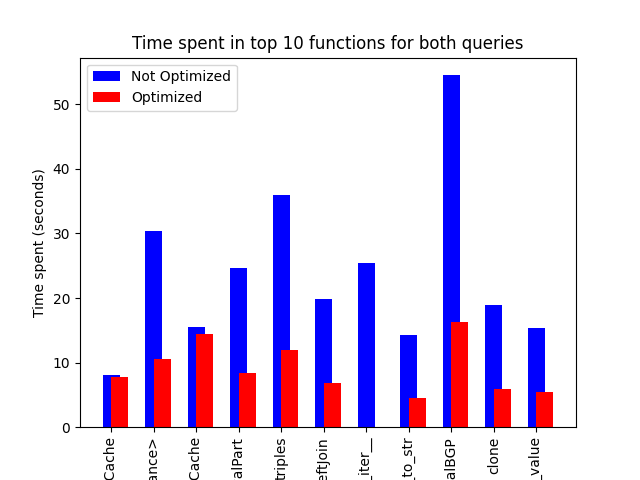 Time spent in top 10 functions for both queries
Not Optimized
Optimized
Time spent (seconds)
50
40
30
20
10
0
Cache
ance>
Cache
alPart
triples
eftJoin
_iter__
_to_str
alBGP
clone
_value